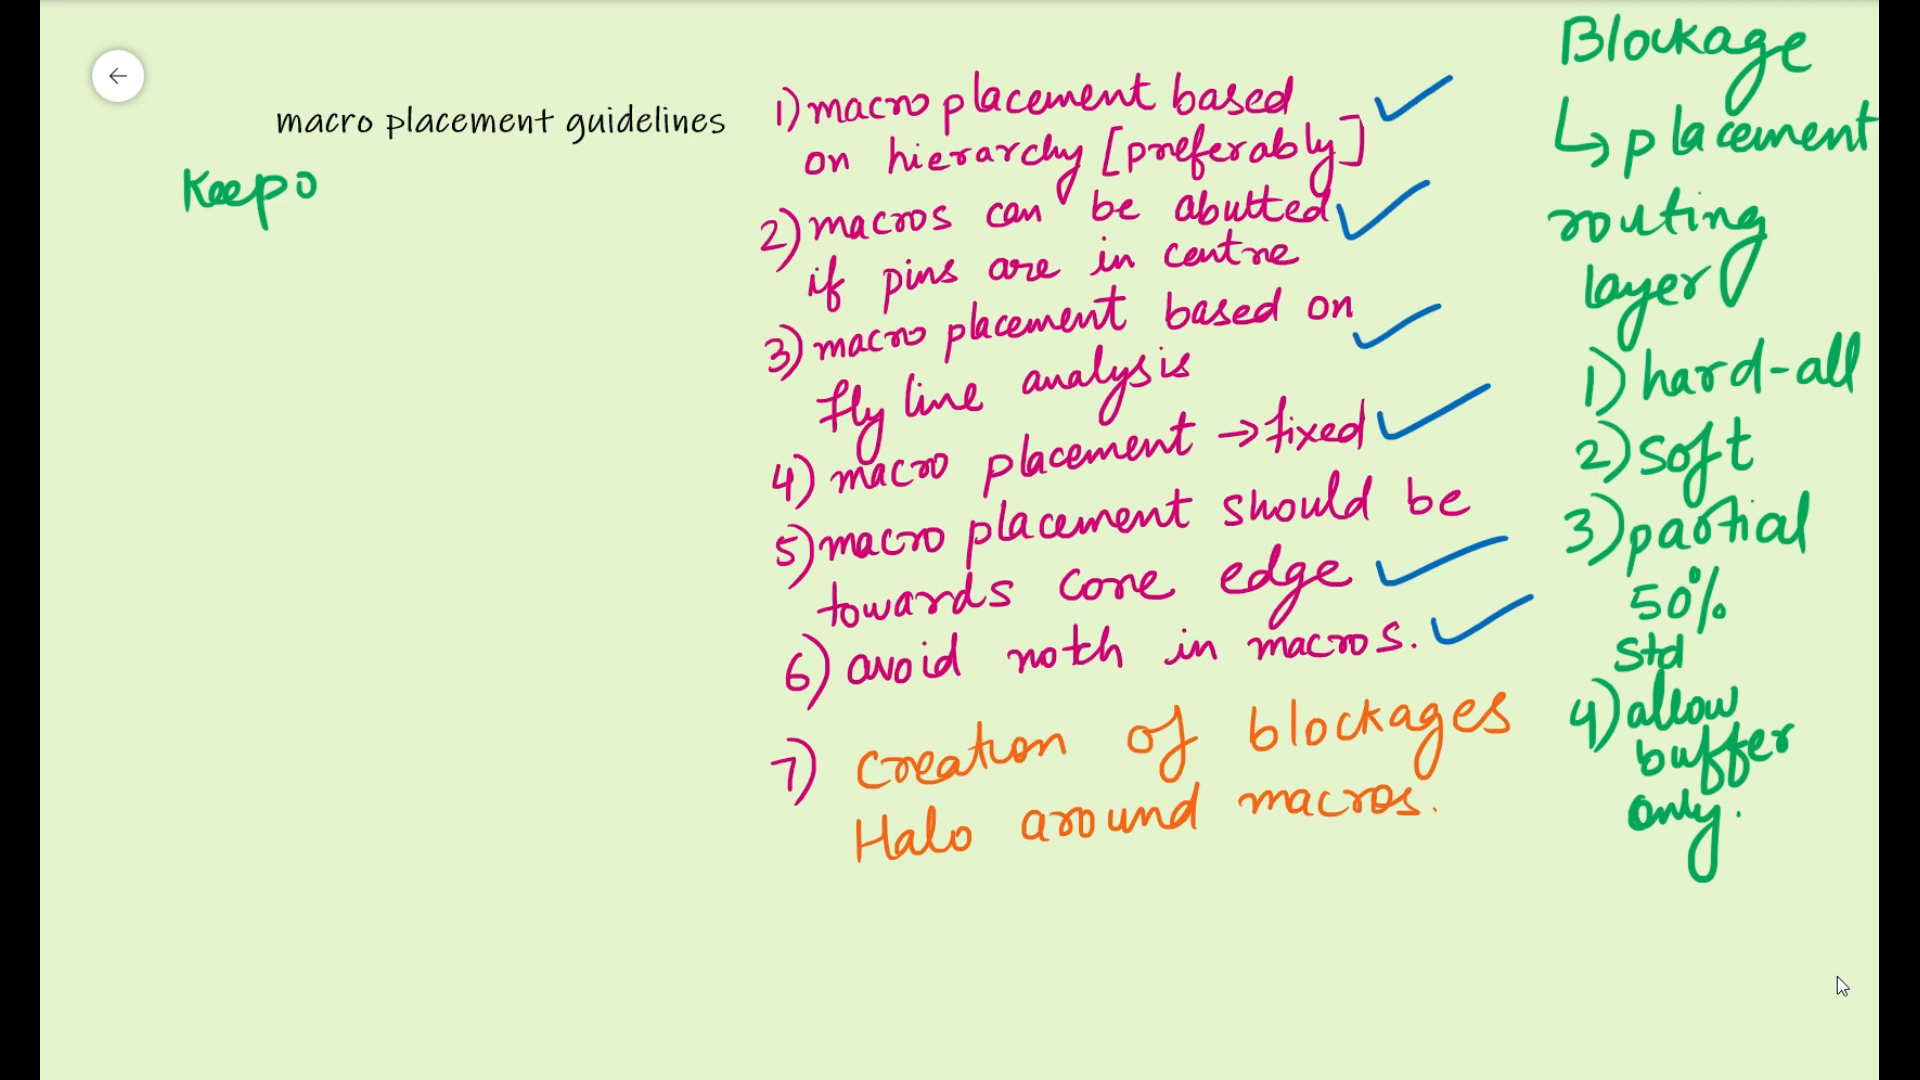 macro placement guidelines
Keepo
1) macro placement based
on hierarchy [preferably]
2) macros can be abutted
if pins are in centre
3) macro placement based on
fly line analysis
4) macro placement → fixed
5) macro placement should be
towards core edge
6) avoid notch in macros.
7) Creation of blockages
Halo around macros.
Blockage
↳ placement
routing
layer
1) hard-all
2) soft
3) partial
50%
std
4) allow
buffer
only.